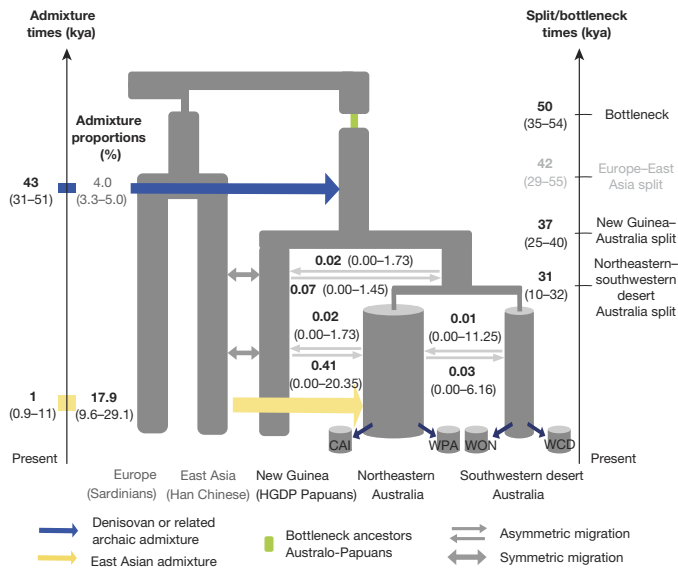 Admixture
times (kya)
Split/bottleneck
times (kya)
Admixture
proportions
(%)
50
(35–54)
Bottleneck
43
(31–51)
4.0
(3.3–5.0)
42
(29–55)
Europe–East
Asia split
37
(25–40)
New Guinea–
Australia split
0.02 (0.00–1.73)
0.07 (0.00–1.45)
31
(10–32)
Northeastern–
southwestern
desert
Australia split
0.02
(0.00–1.73)
0.01
(0.00–11.25)
0.41
(0.00–20.35)
0.03
(0.00–6.16)
1
(0.9–11)
17.9
(9.6–29.1)
CAI
WPA
WON
WCD
Present
Present
Europe
(Sardinians)
East Asia
(Han Chinese)
New Guinea
(HGDP Papuans)
Northeastern
Australia
Southwestern desert
Australia
Denisovan or related
archaic admixture
East Asian admixture
Bottleneck ancestors
Australo-Papuans
Asymmetric migration
Symmetric migration